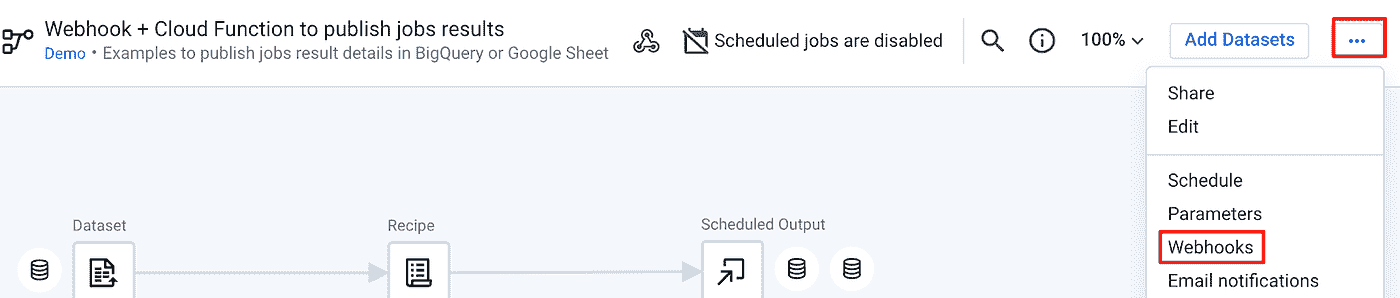 Webhook + Cloud Function to publish jobs results
Demo • Examples to publish jobs result details in BigQuery or Google Sheet
Scheduled jobs are disabled
100%
Add Datasets
...
Share
Edit
Schedule
Parameters
Webhooks
Email notifications
Dataset
Recipe
Scheduled Output